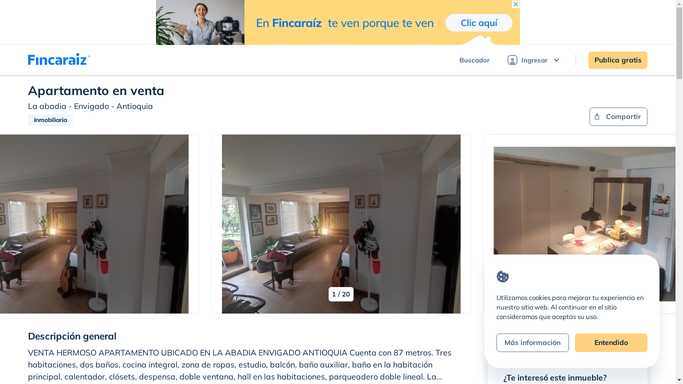 En Fincaraíz te ven porque te ven
Clic aquí
Fincaraíz
Buscador
Ingresar
Publica gratis
Apartamento en venta
La abadia - Envigado - Antioquia
Inmobiliaria
Compartir
1 / 20
Utilizamos cookies para mejorar tu experiencia en
nuestro sitio web. Al continuar en el sitio
consideramos que aceptas su uso.
Más información
Entendido
Descripción general
VENTA HERMOSO APARTAMENTO UBICADO EN LA ABADIA ENVIGADO ANTIOQUIA Cuenta con 87 metros. Tres
habitaciones, dos baños, cocina integral, zona de ropas, estudio, balcón, baño auxiliar, baño en la habitación
principal, calentador, clósets, despensa, doble ventana, hall en las habitaciones, parqueadero doble lineal. La...
¿Te interesó este inmueble?